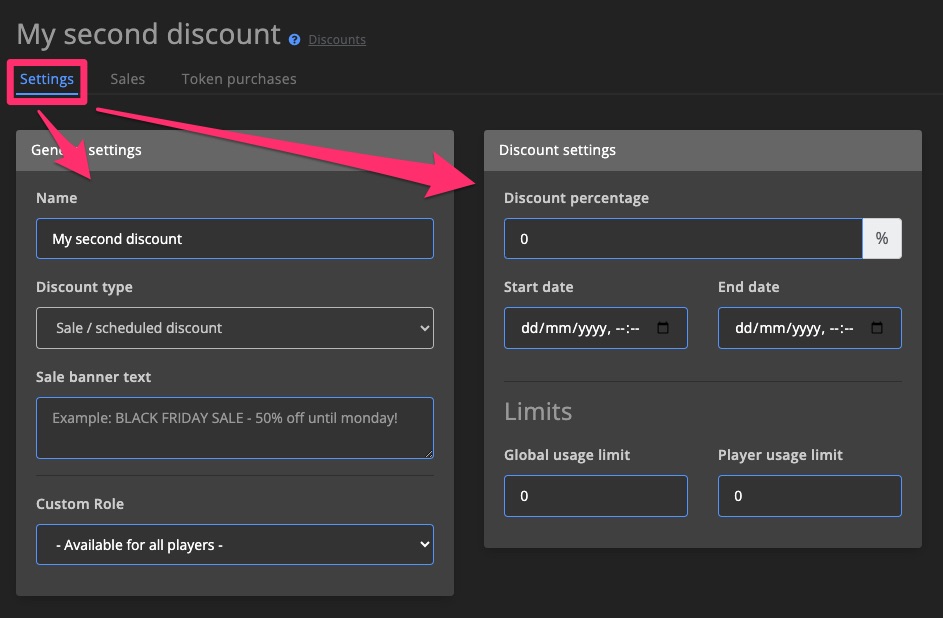 My second discount ? Discounts
Settings Sales Token purchases
General settings
Name
My second discount
Discount type
Sale / scheduled discount
Sale banner text
Example: BLACK FRIDAY SALE - 50% off until monday!
Custom Role
- Available for all players -
Discount settings
Discount percentage
0 %
Start date End date
dd/mm/yyyy, --:-- dd/mm/yyyy, --:--
Limits
Global usage limit Player usage limit
0 0